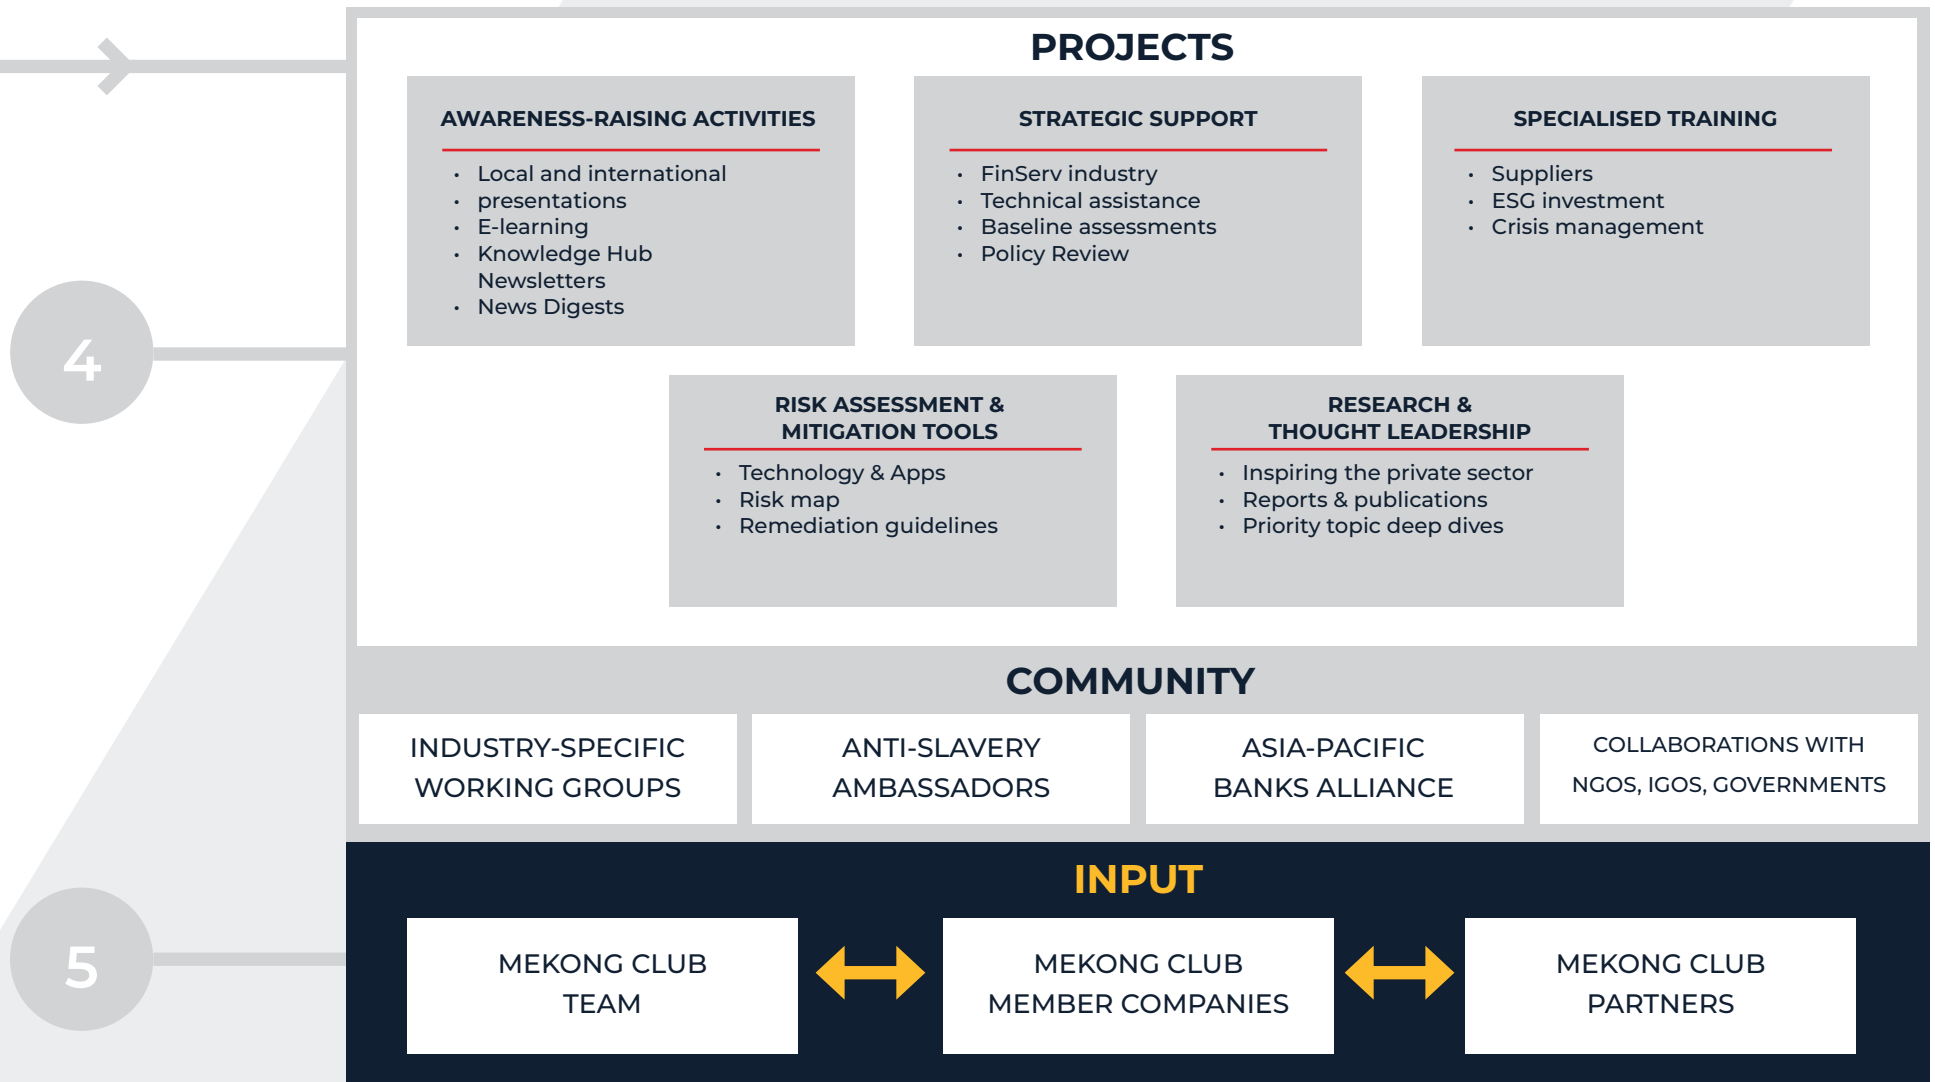 PROJECTS
AWARENESS-RAISING ACTIVITIES
• Local and international
• presentations
• E-learning
• Knowledge Hub
Newsletters
• News Digests
STRATEGIC SUPPORT
• FinServ industry
• Technical assistance
• Baseline assessments
• Policy Review
SPECIALISED TRAINING
• Suppliers
• ESG investment
• Crisis management
4
RISK ASSESSMENT &
MITIGATION TOOLS
• Technology & Apps
• Risk map
• Remediation guidelines
RESEARCH &
THOUGHT LEADERSHIP
• Inspiring the private sector
• Reports & publications
• Priority topic deep dives
COMMUNITY
INDUSTRY-SPECIFIC
WORKING GROUPS
ANTI-SLAVERY
AMBASSADORS
ASIA-PACIFIC
BANKS ALLIANCE
COLLABORATIONS WITH
NGOS, IGOS, GOVERNMENTS
5
INPUT
MEKONG CLUB
TEAM
MEKONG CLUB
MEMBER COMPANIES
MEKONG CLUB
PARTNERS